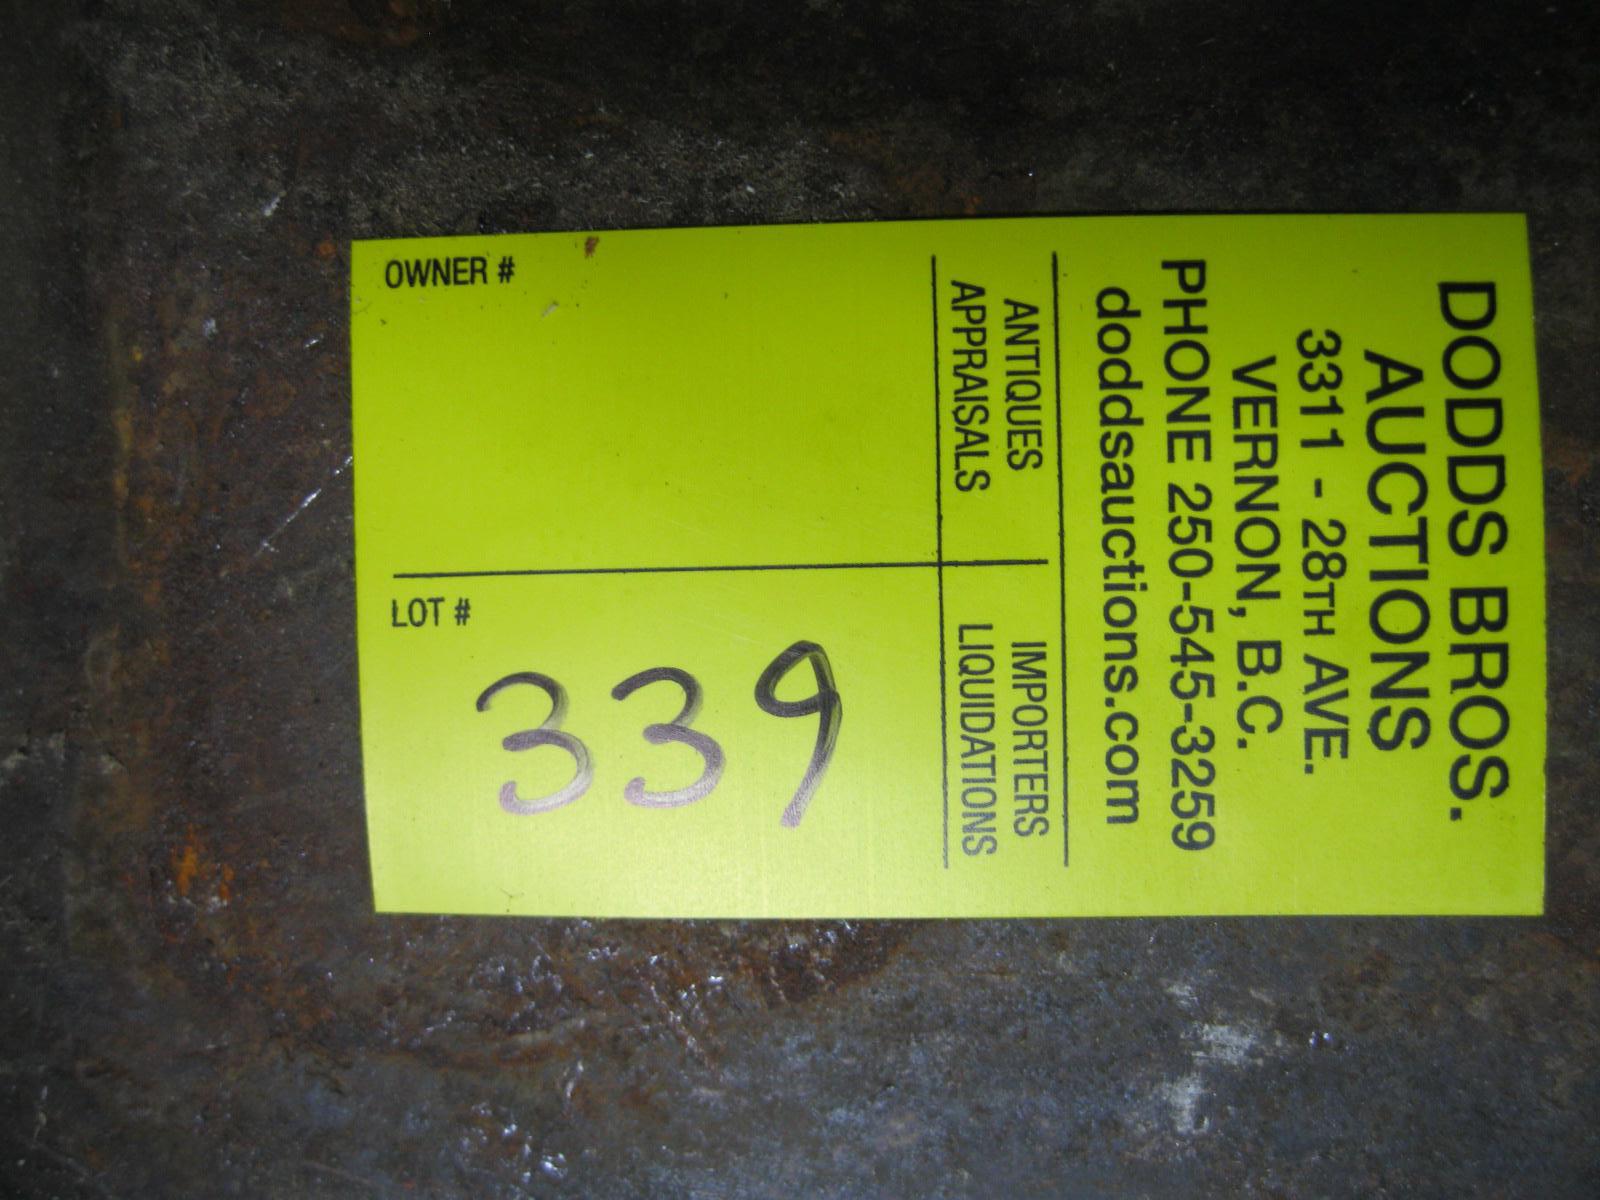 DODDS BROS.
AUCTIONS
3311 - 28TH AVE.
VERNON, B.C.
PHONE 250-545-3259
doddsauctions.com
ANTIQUES IMPORTERS
APPRAISALS LIQUIDATIONS
OWNER #
LOT #
339